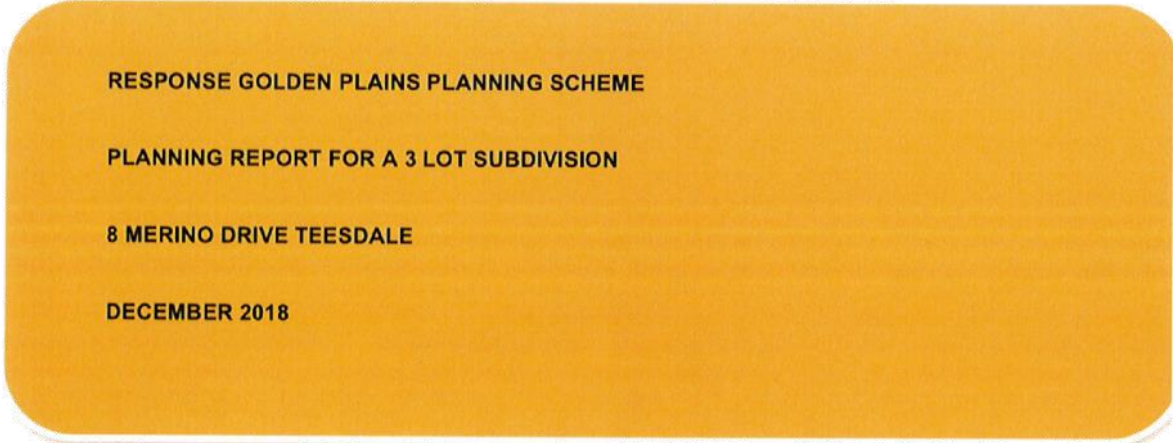 RESPONSE GOLDEN PLAINS PLANNING SCHEME
PLANNING REPORT FOR A 3 LOT SUBDIVISION
8 MERINO DRIVE TEESDALE
DECEMBER 2018